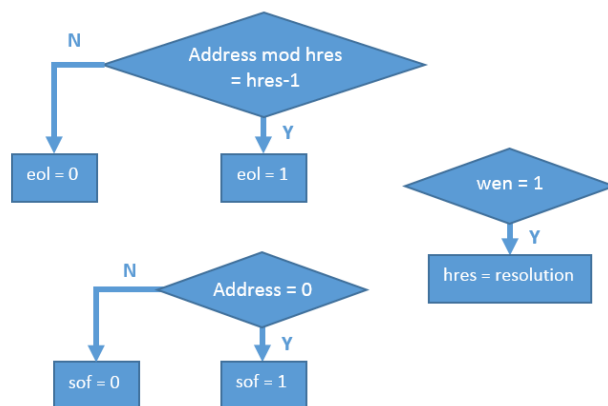 N
Address mod hres
= hres-1
Y
eol = 0
eol = 1
wen = 1
Y
hres = resolution
N
Address = 0
Y
sof = 0
sof = 1